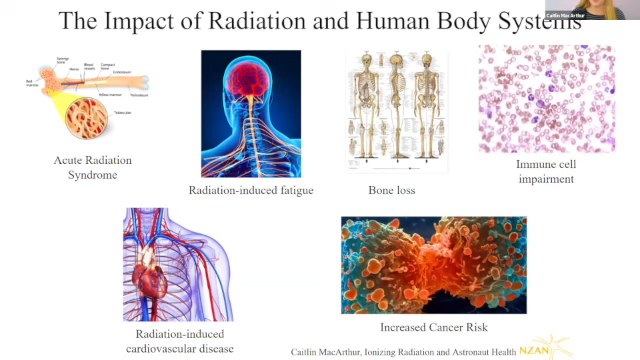 The Impact of Radiation and Human Body Systems
Caitlin MacArthur
Acute Radiation
Syndrome
Radiation-induced fatigue
Bone loss
Immune cell
impairment
Radiation-induced
cardiovascular disease
Increased Cancer Risk
Caitlin MacArthur, Ionizing Radiation and Astronaut Health
NZAN